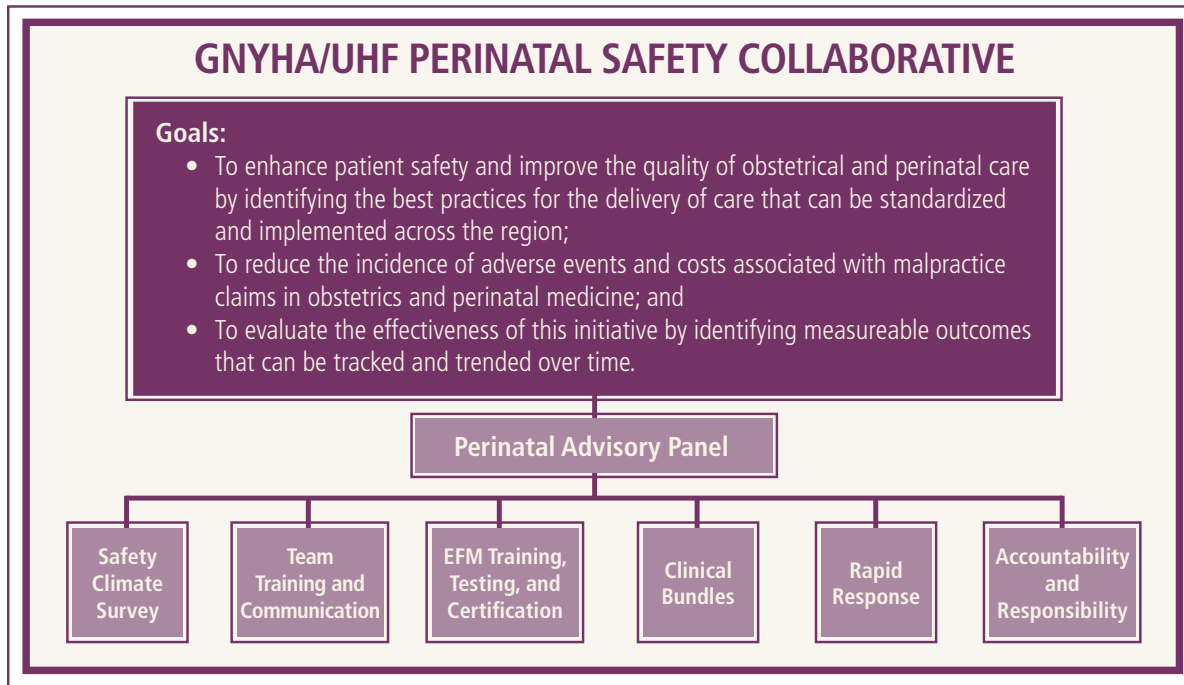 GNYHA/UHF PERINATAL SAFETY COLLABORATIVE
Goals:
• To enhance patient safety and improve the quality of obstetrical and perinatal care
by identifying the best practices for the delivery of care that can be standardized
and implemented across the region;
• To reduce the incidence of adverse events and costs associated with malpractice
claims in obstetrics and perinatal medicine; and
• To evaluate the effectiveness of this initiative by identifying measureable outcomes
that can be tracked and trended over time.
Perinatal Advisory Panel
Safety
Climate
Survey
Team
Training and
Communication
EFM Training,
Testing, and
Certification
Clinical
Bundles
Rapid
Response
Accountability
and
Responsibility